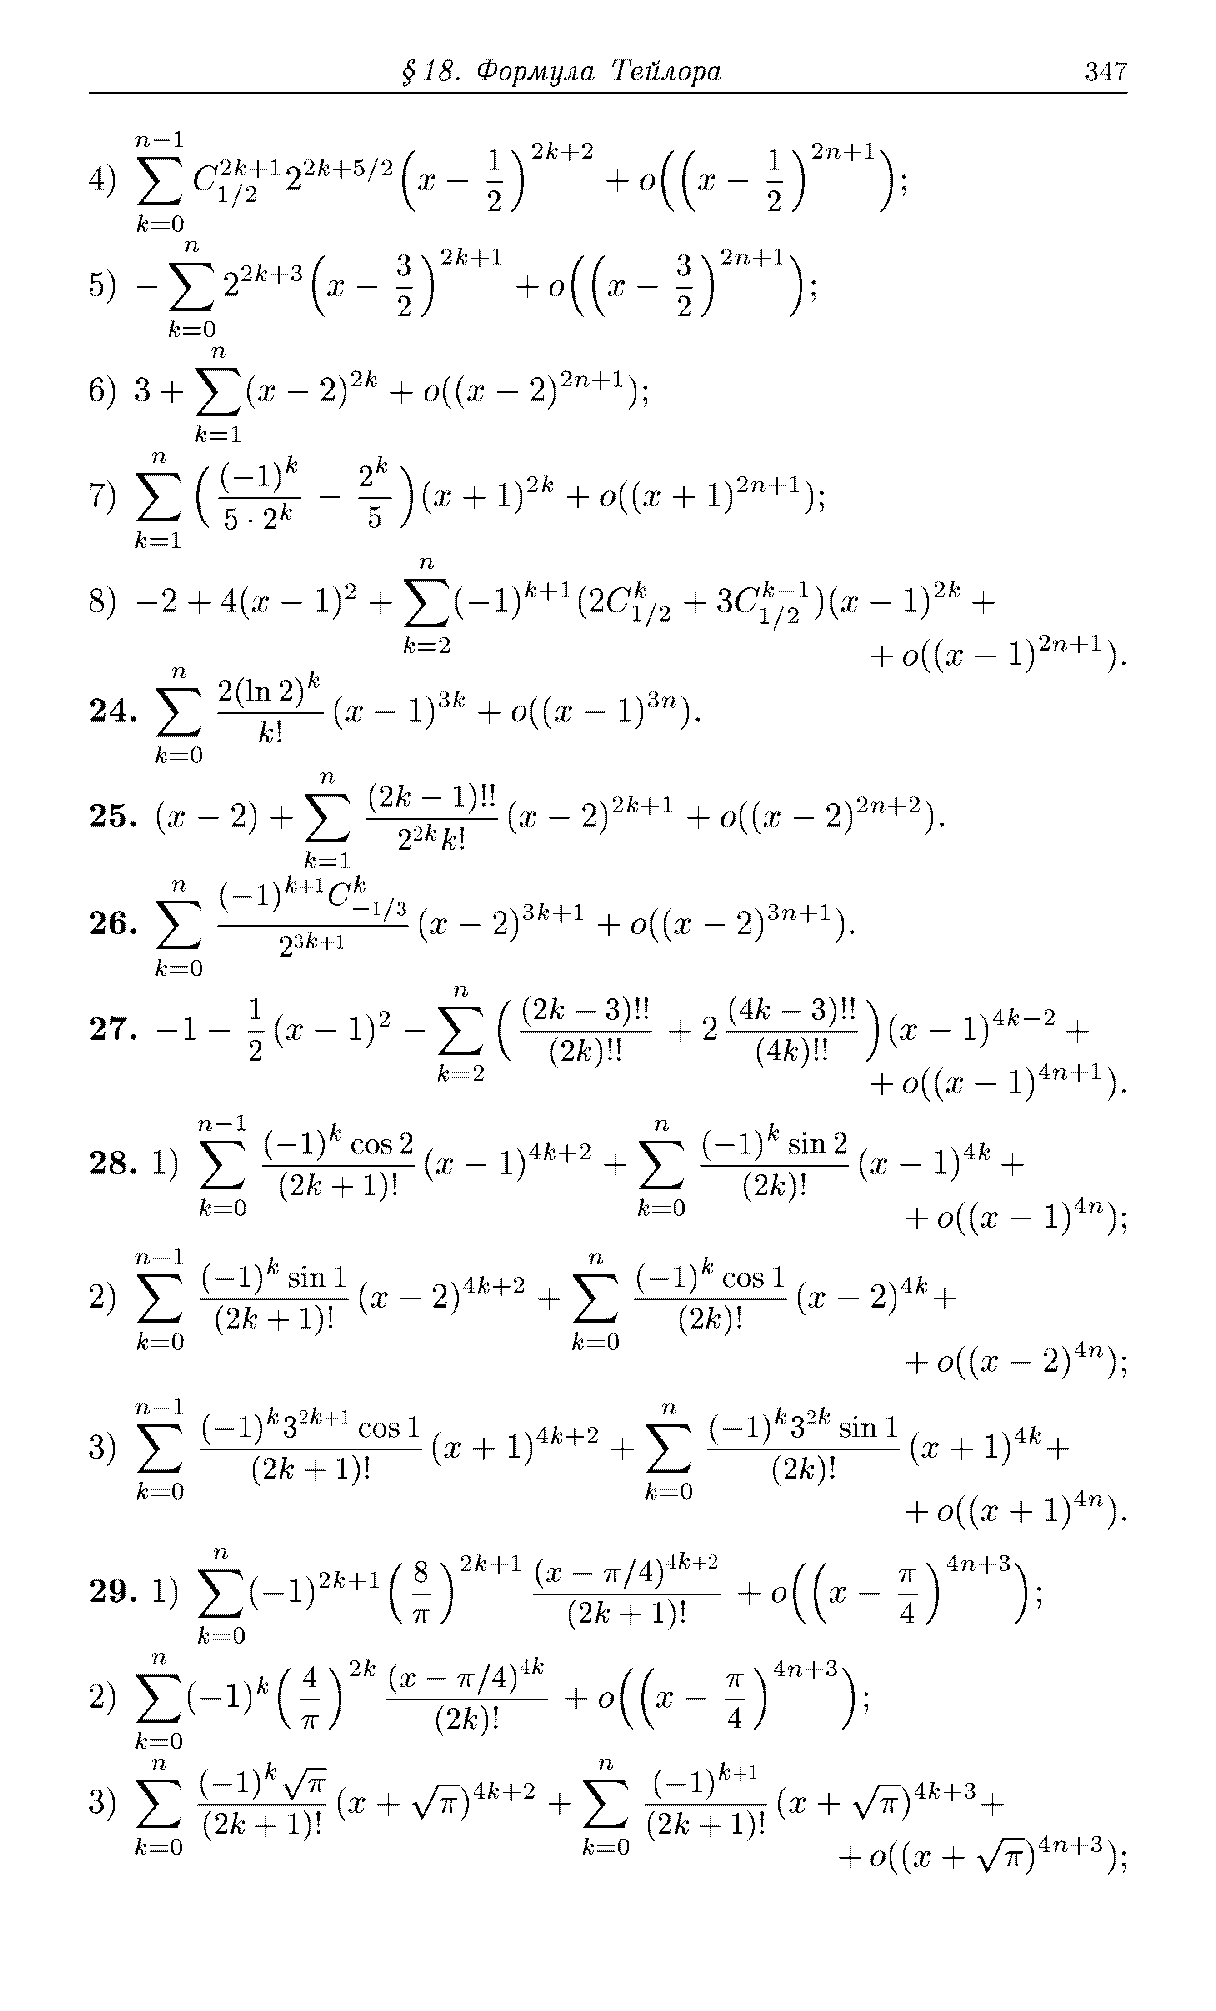 § 18. Формула Тейлора 347
4) $\sum_{k=0}^{n-1} C_{1/2}^{2k+1} 2^{2k+5/2} \left(x - \frac{1}{2}\right)^{2k+2} + o\left(\left(x - \frac{1}{2}\right)^{2n+1}\right);$
5) $-\sum_{k=0}^{n} 2^{2k+3} \left(x - \frac{3}{2}\right)^{2k+1} + o\left(\left(x - \frac{3}{2}\right)^{2n+1}\right);$
6) $3 + \sum_{k=1}^{n} (x - 2)^{2k} + o((x - 2)^{2n+1});$
7) $\sum_{k=1}^{n} \left(\frac{(-1)^k}{5 \cdot 2^k} - \frac{2^k}{5}\right)(x + 1)^{2k} + o((x + 1)^{2n+1});$
8) $-2 + 4(x - 1)^2 + \sum_{k=2}^{n} (-1)^{k+1}(2C_{1/2}^{k} + 3C_{1/2}^{k-1})(x - 1)^{2k} +$
$+ o((x - 1)^{2n+1}).$
24. $\sum_{k=0}^{n} \frac{2(\ln 2)^k}{k!}(x - 1)^{3k} + o((x - 1)^{3n}).$
25. $(x - 2) + \sum_{k=1}^{n} \frac{(2k - 1)!!}{2^{2k} k!}(x - 2)^{2k+1} + o((x - 2)^{2n+2}).$
26. $\sum_{k=0}^{n} \frac{(-1)^{k+1} C_{-1/3}^{k}}{2^{3k+1}}(x - 2)^{3k+1} + o((x - 2)^{3n+1}).$
27. $-1 - \frac{1}{2}(x - 1)^2 - \sum_{k=2}^{n} \left(\frac{(2k - 3)!!}{(2k)!!} + 2\frac{(4k - 3)!!}{(4k)!!}\right)(x - 1)^{4k-2} +$
$+ o((x - 1)^{4n+1}).$
28. 1) $\sum_{k=0}^{n-1} \frac{(-1)^k \cos 2}{(2k + 1)!}(x - 1)^{4k+2} + \sum_{k=0}^{n} \frac{(-1)^k \sin 2}{(2k)!}(x - 1)^{4k} +$
$+ o((x - 1)^{4n});$
2) $\sum_{k=0}^{n-1} \frac{(-1)^k \sin 1}{(2k + 1)!}(x - 2)^{4k+2} + \sum_{k=0}^{n} \frac{(-1)^k \cos 1}{(2k)!}(x - 2)^{4k} +$
$+ o((x - 2)^{4n});$
3) $\sum_{k=0}^{n-1} \frac{(-1)^k 3^{2k+1} \cos 1}{(2k + 1)!}(x + 1)^{4k+2} + \sum_{k=0}^{n} \frac{(-1)^k 3^{2k} \sin 1}{(2k)!}(x + 1)^{4k} +$
$+ o((x + 1)^{4n}).$
29. 1) $\sum_{k=0}^{n} (-1)^{2k+1} \left(\frac{8}{\pi}\right)^{2k+1} \frac{(x - \pi/4)^{4k+2}}{(2k + 1)!} + o\left(\left(x - \frac{\pi}{4}\right)^{4n+3}\right);$
2) $\sum_{k=0}^{n} (-1)^k \left(\frac{4}{\pi}\right)^{2k} \frac{(x - \pi/4)^{4k}}{(2k)!} + o\left(\left(x - \frac{\pi}{4}\right)^{4n+3}\right);$
3) $\sum_{k=0}^{n} \frac{(-1)^k \sqrt{\pi}}{(2k + 1)!}(x + \sqrt{\pi})^{4k+2} + \sum_{k=0}^{n} \frac{(-1)^{k+1}}{(2k + 1)!}(x + \sqrt{\pi})^{4k+3} +$
$+ o((x + \sqrt{\pi})^{4n+3});$